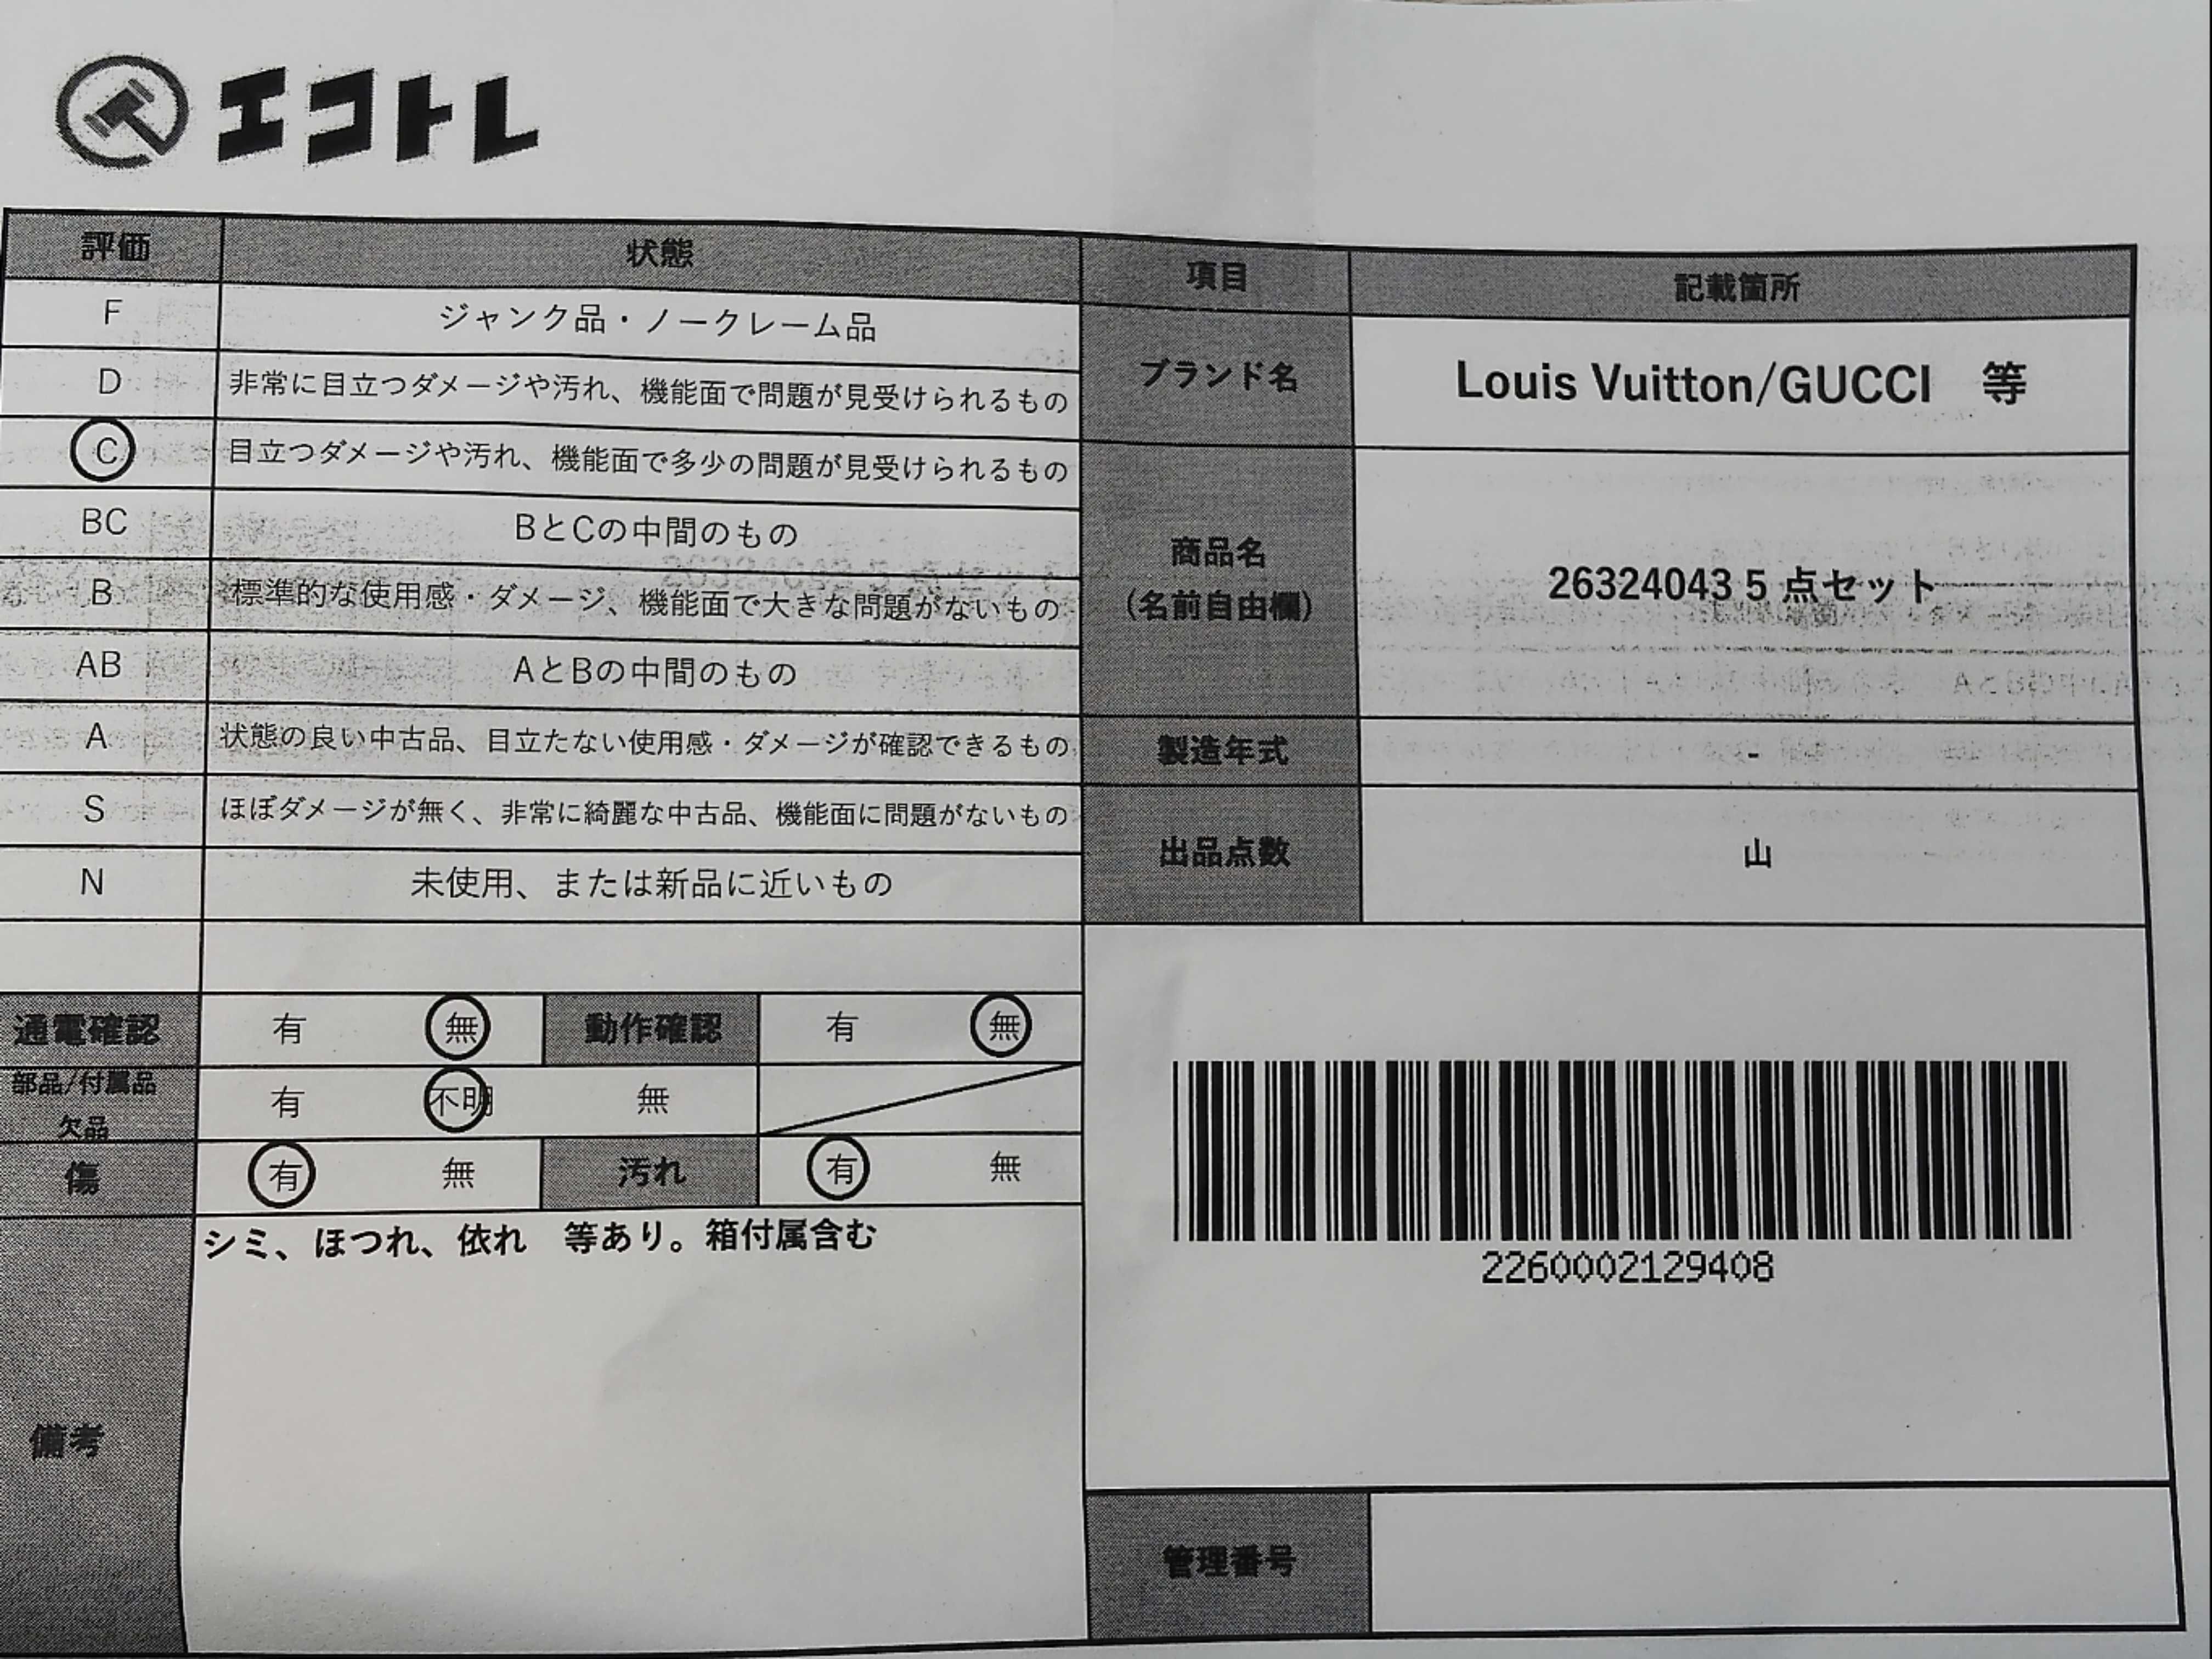 エコトレ
評価 状態
F ジャンク品・ノークレーム品
D 非常に目立つダメージや汚れ、機能面で問題が見受けられるもの
C 目立つダメージや汚れ、機能面で多少の問題が見受けられるもの
BC BとCの中間のもの
B 標準的な使用感・ダメージ、機能面で大きな問題がないもの
AB AとBの中間のもの
A 状態の良い中古品、目立たない使用感・ダメージが確認できるもの
S ほぼダメージが無く、非常に綺麗な中古品、機能面に問題がないもの
N 未使用、または新品に近いもの
通電確認 有 無 動作確認 有 無
部品/付属品
欠品 有 不明 無
傷 有 無 汚れ 有 無
備考 シミ、ほつれ、依れ 等あり。箱付属含む
項目 記載箇所
ブランド名 Louis Vuitton/GUCCI 等
商品名
(名前自由欄) 26324043 5 点セット
製造年式 -
出品点数 山
2260002129408
管理番号